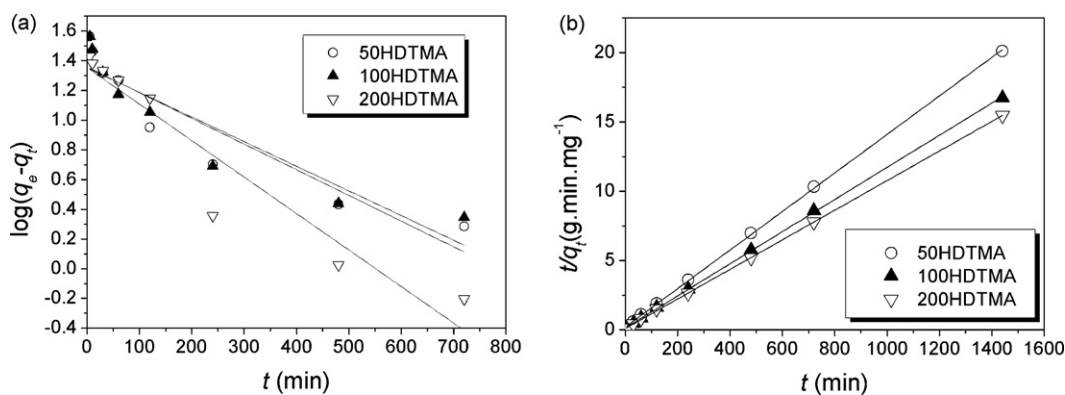 (a)
1.6
1.4
1.2
1.0
0.8
0.6
0.4
0.2
0.0
-0.2
-0.4
log(qₑ-qₜ)
50HDTMA
100HDTMA
200HDTMA
0 100 200 300 400 500 600 700 800
t (min)
(b)
20
15
10
5
0
t/qₜ(g.min.mg⁻¹)
50HDTMA
100HDTMA
200HDTMA
0 200 400 600 800 1000 1200 1400 1600
t (min)